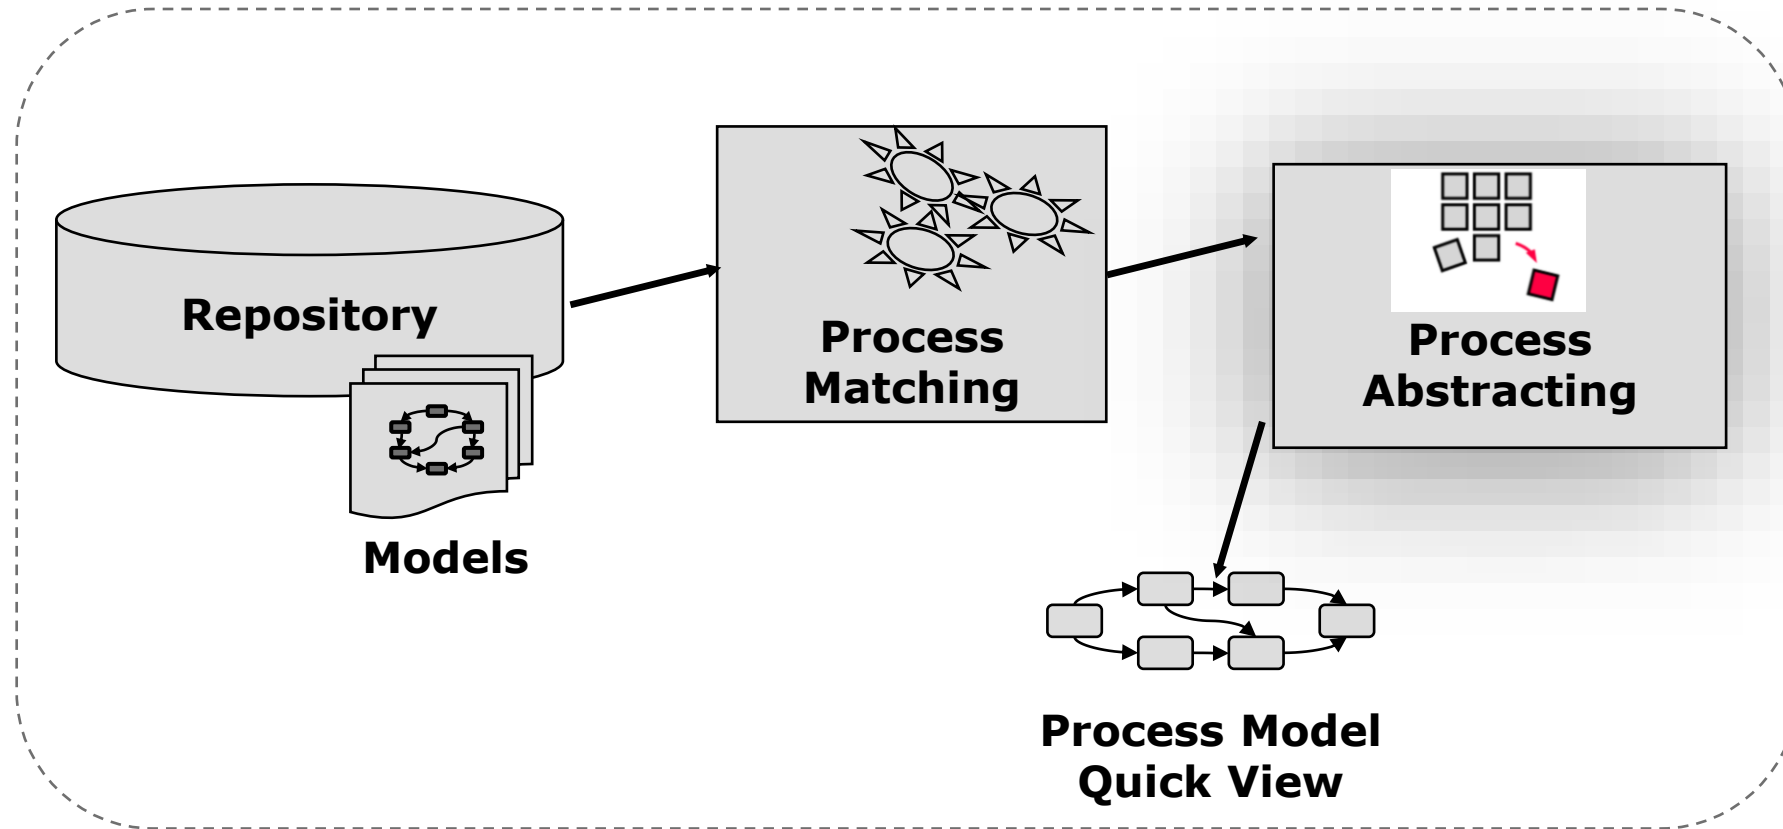 Repository
Models
Process
Matching
Process
Abstracting
Process Model
Quick View